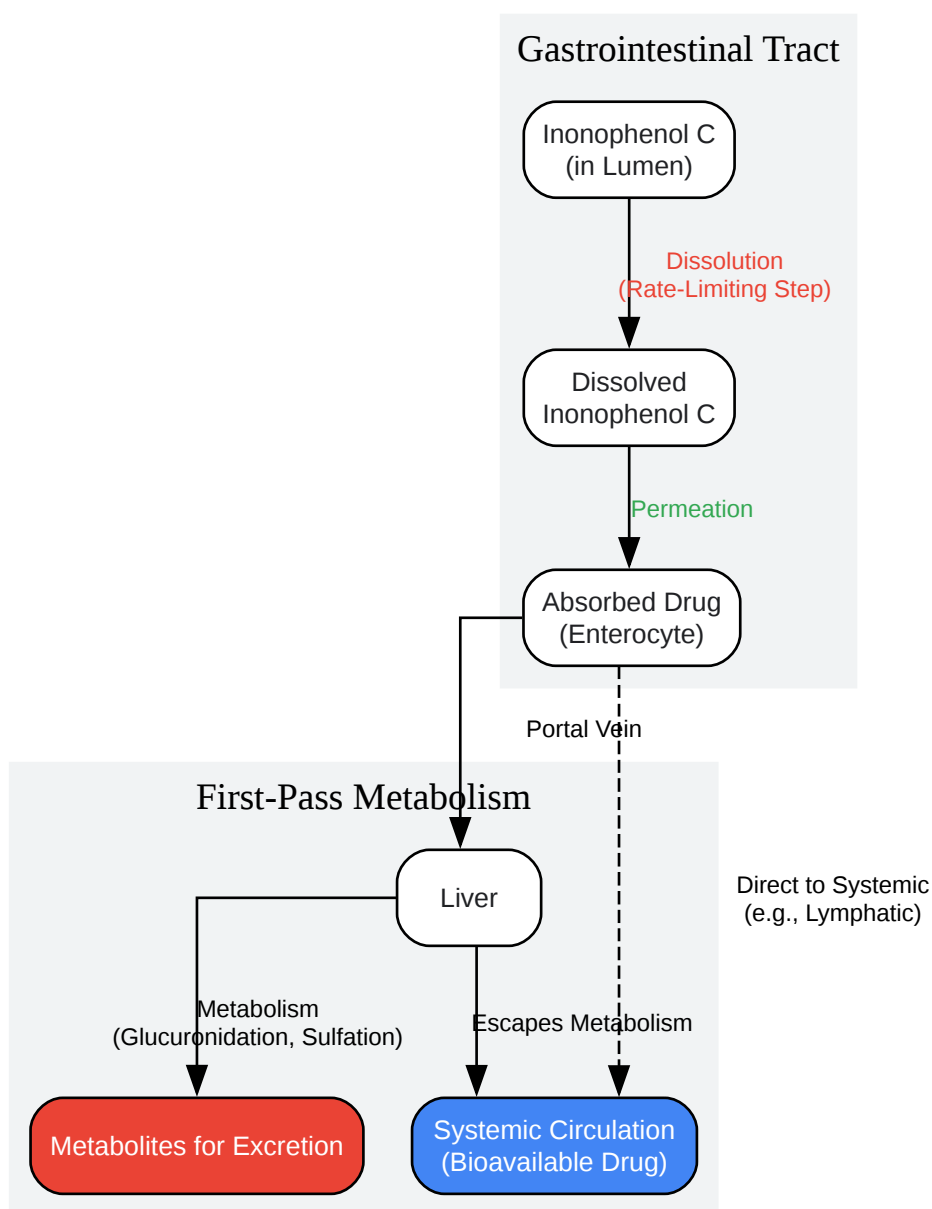 Gastrointestinal Tract
Inonophenol C
(in Lumen)
Dissolution
(Rate-Limiting Step)
Dissolved
Inonophenol C
Permeation
Absorbed Drug
(Enterocyte)
Portal Vein
First-Pass Metabolism
Liver
Direct to Systemic
(e.g., Lymphatic)
Metabolism
(Glucuronidation, Sulfation)
Escapes Metabolism
Metabolites for Excretion
Systemic Circulation
(Bioavailable Drug)